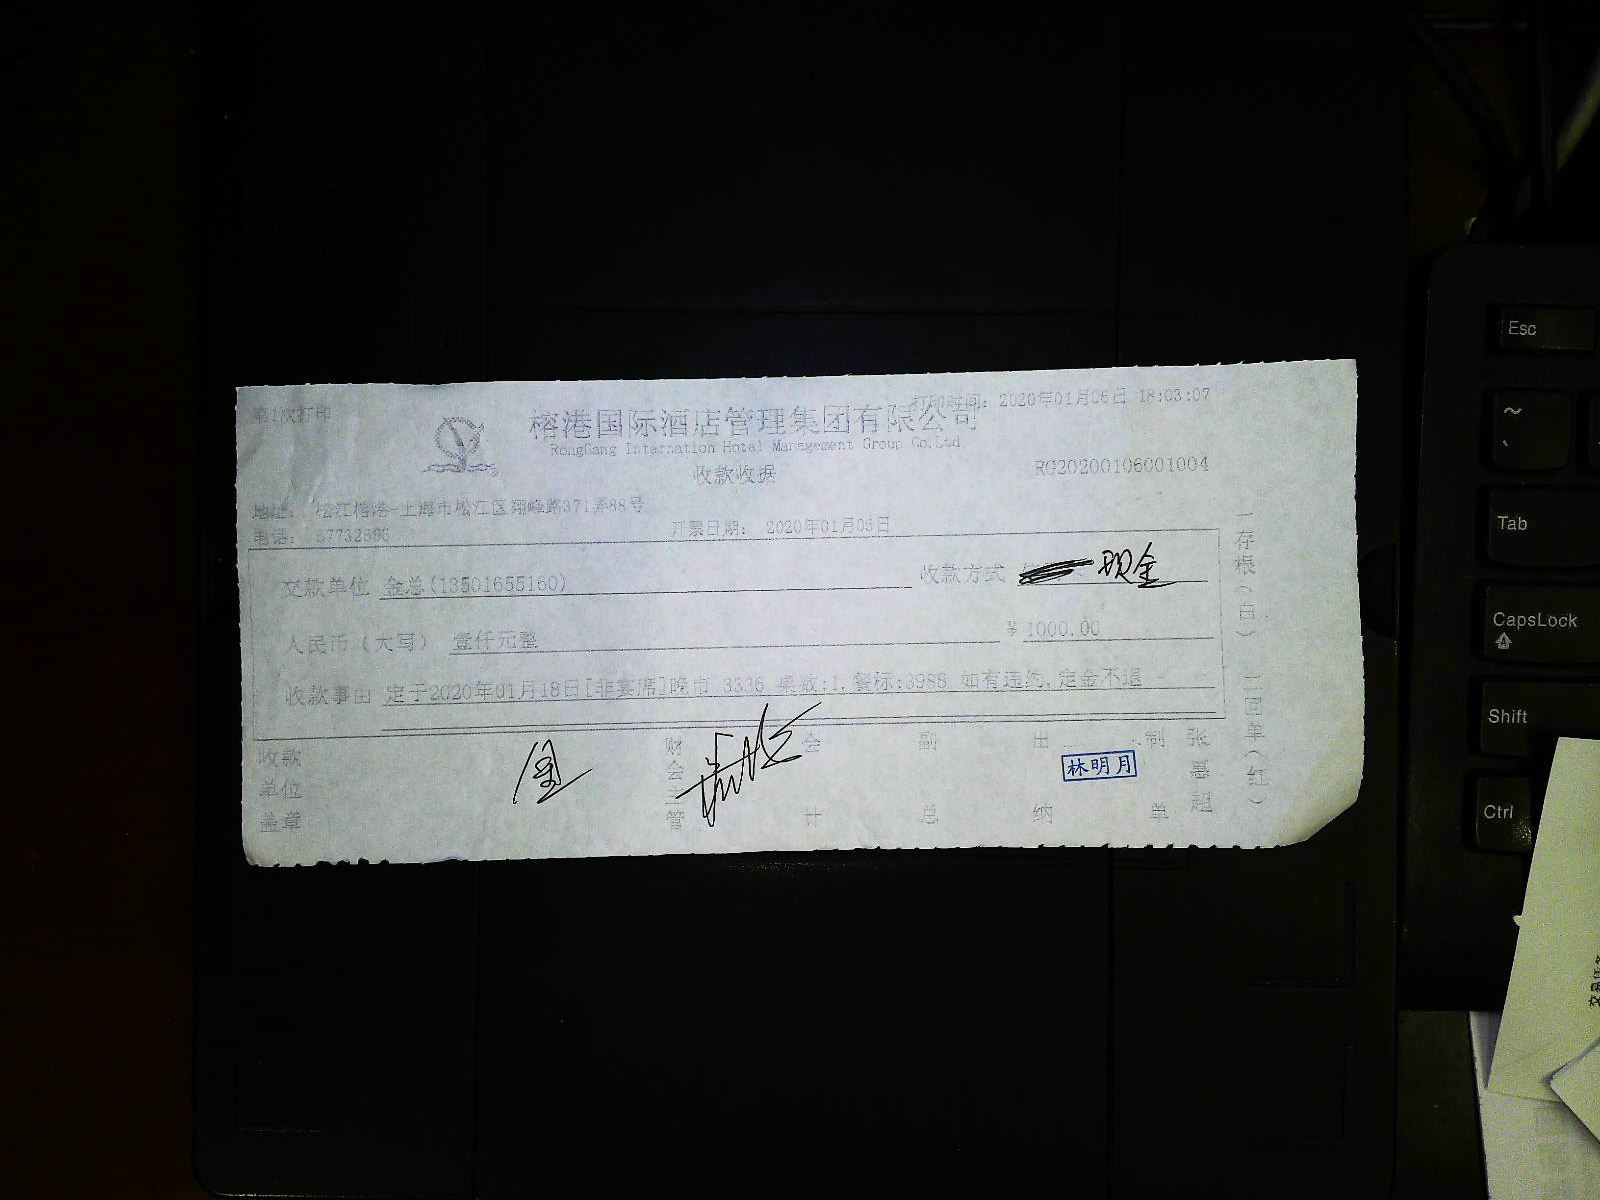 第1次打印
打印时间: 2020年01月06日 18:03:07
榕港国际酒店管理集团有限公司
RongGang Internation Hotel Management Group Co.Ltd
收款收据
RG20200106001004
地址: 松江榕港-上海市松江区翔峰路371弄88号
电话: 67732888
开票日期: 2020年01月06日
交款单位 金总(13501655160)
收款方式 现金
人民币(大写) 壹仟元整
¥ 1000.00
收款事由 定于2020年01月18日[非宴席]晚市 3336 桌数:1,餐标:3988 如有违约,定金不退
收款单位盖章
金
财会主管
会计
副总
出纳
林明月
制单
张惠超
一存根(白) 二回单(红)
Esc
~
Tab
CapsLock
Shift
Ctrl